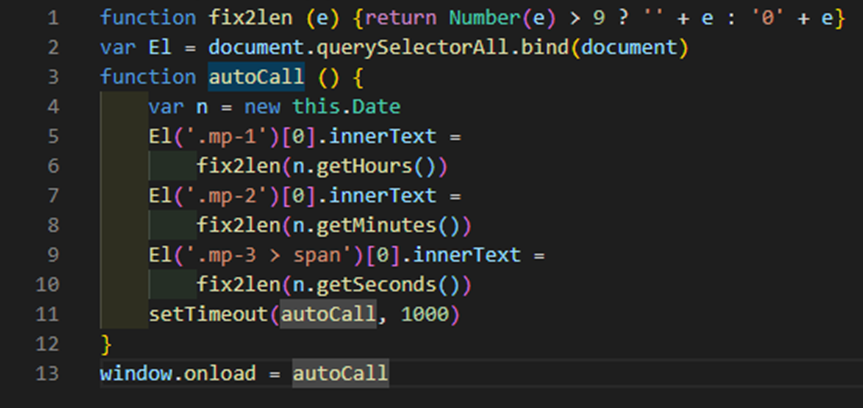 1 function fix2len (e) {return Number(e) > 9 ? '' + e : '0' + e}
2 var El = document.querySelectorAll.bind(document)
3 function autoCall () {
4 var n = new this.Date
5 El('.mp-1')[0].innerText =
6 fix2len(n.getHours())
7 El('.mp-2')[0].innerText =
8 fix2len(n.getMinutes())
9 El('.mp-3 > span')[0].innerText =
10 fix2len(n.getSeconds())
11 setTimeout(autoCall, 1000)
12 }
13 window.onload = autoCall